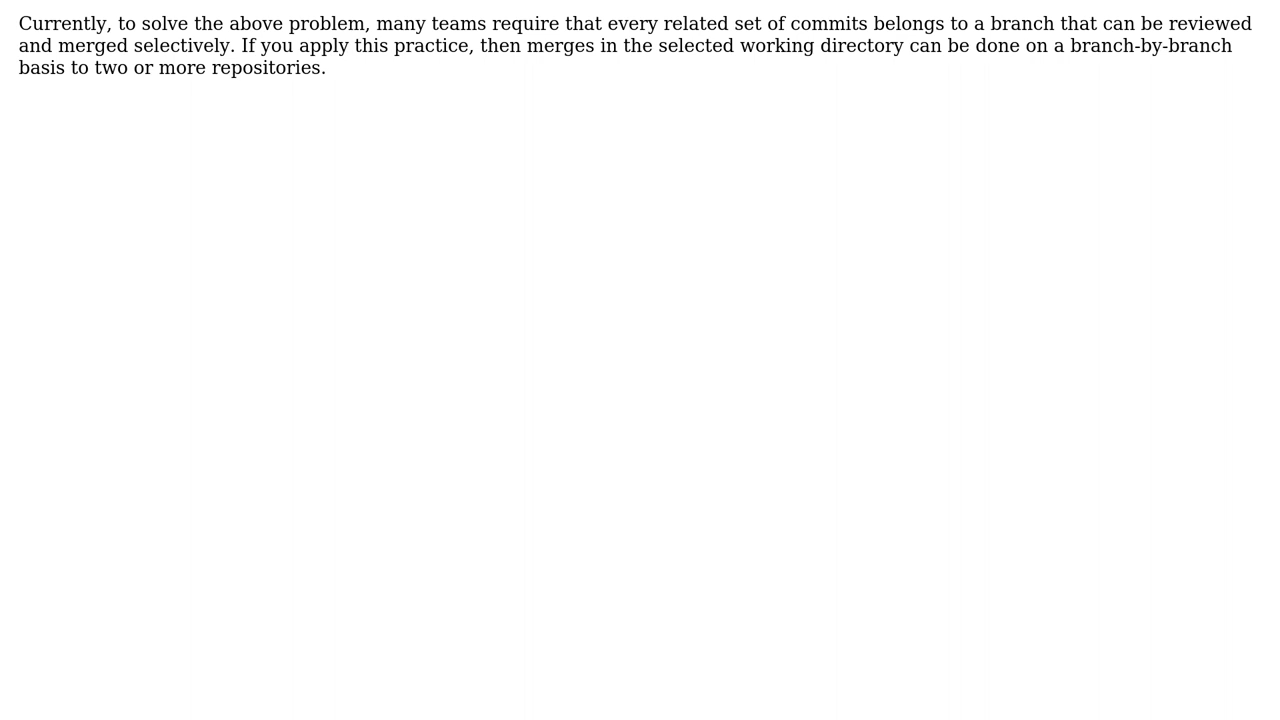 Currently, to solve the above problem, many teams require that every related set of commits belongs to a branch that can be reviewed
and merged selectively. If you apply this practice, then merges in the selected working directory can be done on a branch-by-branch
basis to two or more repositories.